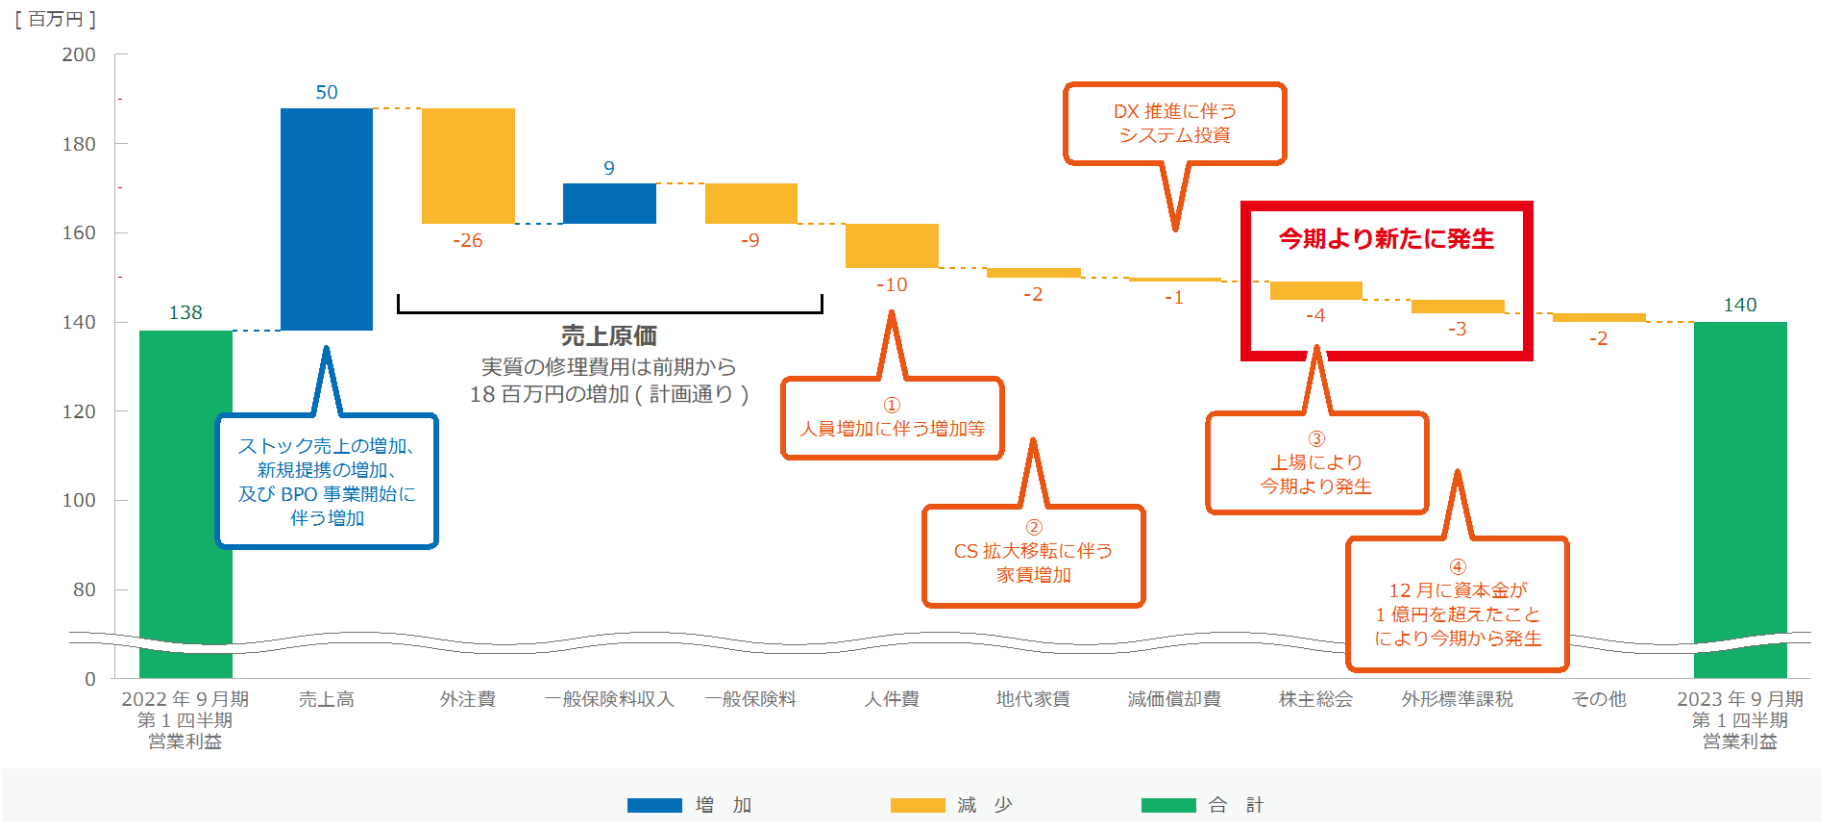 [ 百万円 ]
200
180
160
140
120
100
80
0
138
50
-26
9
-9
-10
-2
-1
-4
-3
-2
140
DX 推進に伴う
システム投資
今期より新たに発生
売上原価
実質の修理費用は前期から
18 百万円の増加 ( 計画通り )
ストック売上の増加、
新規提携の増加、
及び BPO 事業開始に
伴う増加
①
人員増加に伴う増加等
②
CS 拡大移転に伴う
家賃増加
③
上場により
今期より発生
④
12 月に資本金が
1 億円を超えたこと
により今期から発生
2022 年 9 月期
第 1 四半期
営業利益
売上高
外注費
一般保険料収入
一般保険料
人件費
地代家賃
減価償却費
株主総会
外形標準課税
その他
2023 年 9 月期
第 1 四半期
営業利益
増 加
減 少
合 計